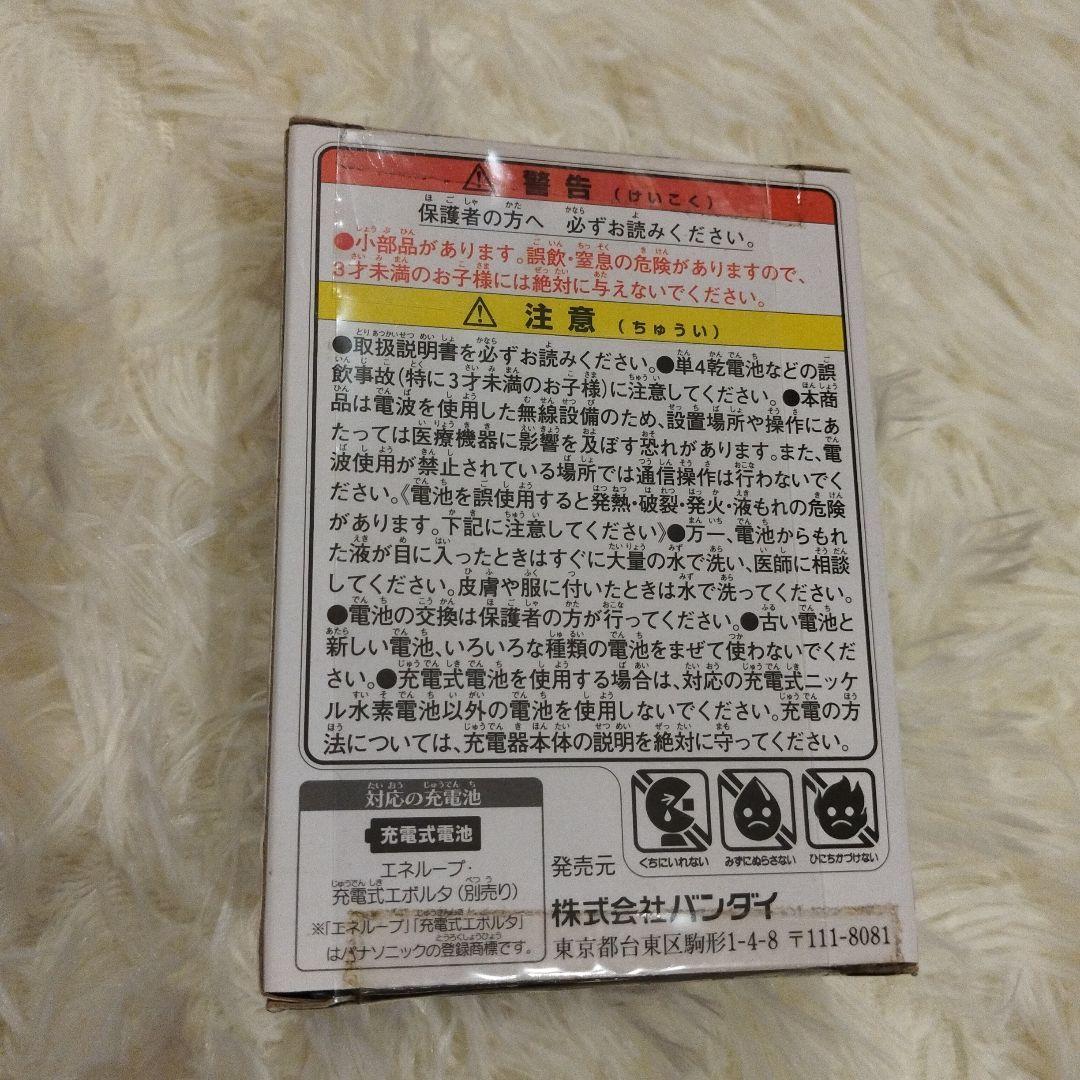 警告（けいこく）
保護者の方へ 必ずお読みください。
●小部品があります。誤飲・窒息の危険がありますので、
3才未満のお子様には絶対に与えないでください。
注意（ちゅうい）
●取扱説明書を必ずお読みください。●単4乾電池などの誤
飲事故(特に3才未満のお子様)に注意してください。●本商
品は電波を使用した無線設備のため、設置場所や操作にあ
たっては医療機器に影響を及ぼす恐れがあります。また、電
波使用が禁止されている場所では通信操作は行わないでく
ださい。《電池を誤使用すると発熱・破裂・発火・液もれの危険
があります。下記に注意してください》●万一、電池からもれ
た液が目に入ったときはすぐに大量の水で洗い、医師に相談
してください。皮膚や服に付いたときは水で洗ってください。
●電池の交換は保護者の方が行ってください。●古い電池と
新しい電池、いろいろな種類の電池をまぜて使わないでくだ
さい。●充電式電池を使用する場合は、対応の充電式ニッケ
ル水素電池以外の電池を使用しないでください。充電の方
法については、充電器本体の説明を絶対に守ってください。
対応の充電池
充電式電池
エネループ・
充電式エボルタ（別売り）
※「エネループ」「充電式エボルタ」
はパナソニックの登録商標です。
くちにいれない みずにぬらさない ひにちかづけない
発売元
株式会社バンダイ
東京都台東区駒形1-4-8 〒111-8081